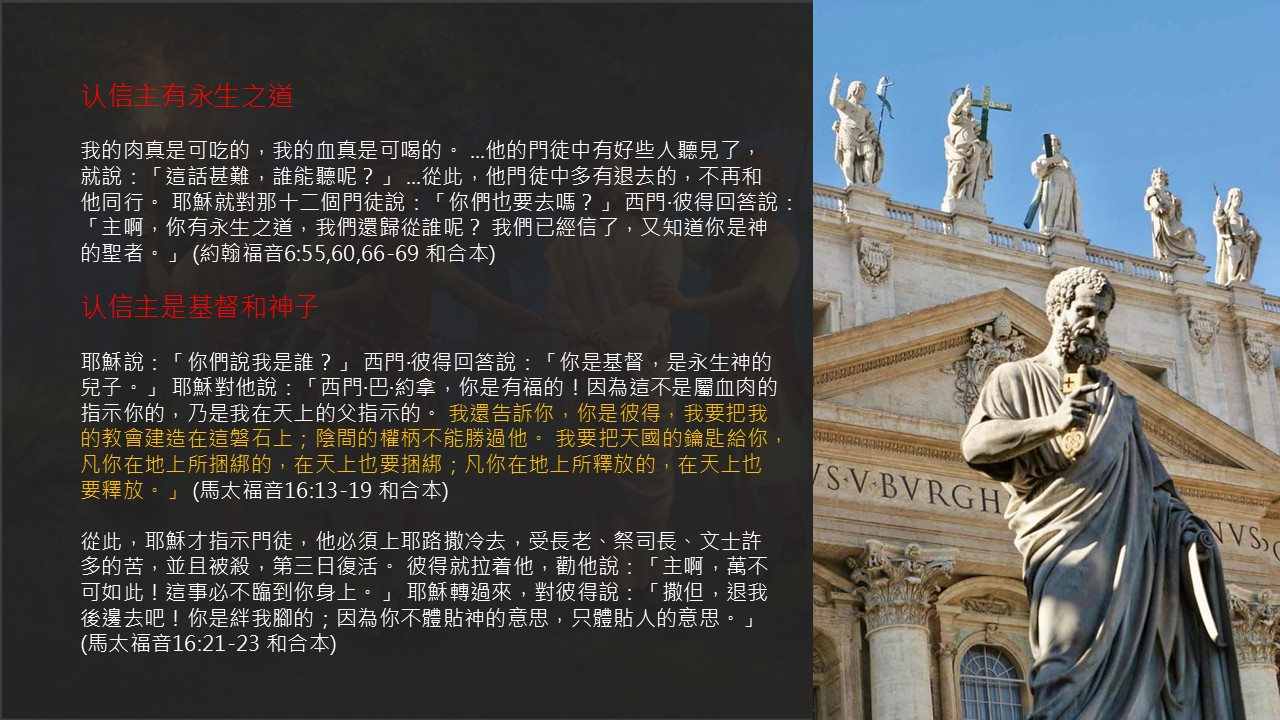 认信主有永生之道
我的肉真是可吃的，我的血真是可喝的。 ...他的門徒中有好些人聽見了，
就說：「這話甚難，誰能聽呢？」 ...從此，他門徒中多有退去的，不再和
他同行。 耶穌就對那十二個門徒說：「你們也要去嗎？」西門·彼得回答說：
「主啊，你有永生之道，我們還歸從誰呢？ 我們已經信了，又知道你是神
的聖者。」 (約翰福音6:55,60,66-69 和合本)
认信主是基督和神子
耶穌說：「你們說我是誰？」 西門·彼得回答說：「你是基督，是永生神的
兒子。」 耶穌對他說：「西門·巴·約拿，你是有福的！因為這不是屬血肉的
指示你的，乃是我在天上的父指示的。 我還告訴你，你是彼得，我要把我
的教會建造在這磐石上；陰間的權柄不能勝過他。 我要把天國的鑰匙給你，
凡你在地上所捆綁的，在天上也要捆綁；凡你在地上所釋放的，在天上也
要釋放。」 (馬太福音16:13-19 和合本)
從此，耶穌才指示門徒，他必須上耶路撒冷去，受長老、祭司長、文士許
多的苦，並且被殺，第三日復活。 彼得就拉着他，勸他說：「主啊，萬不
可如此！這事必不臨到你身上。」 耶穌轉過來，對彼得說：「撒但，退我
後邊去吧！你是絆我腳的；因為你不體貼神的意思，只體貼人的意思。」
(馬太福音16:21-23 和合本)
VS·V·BVRGH
NVS